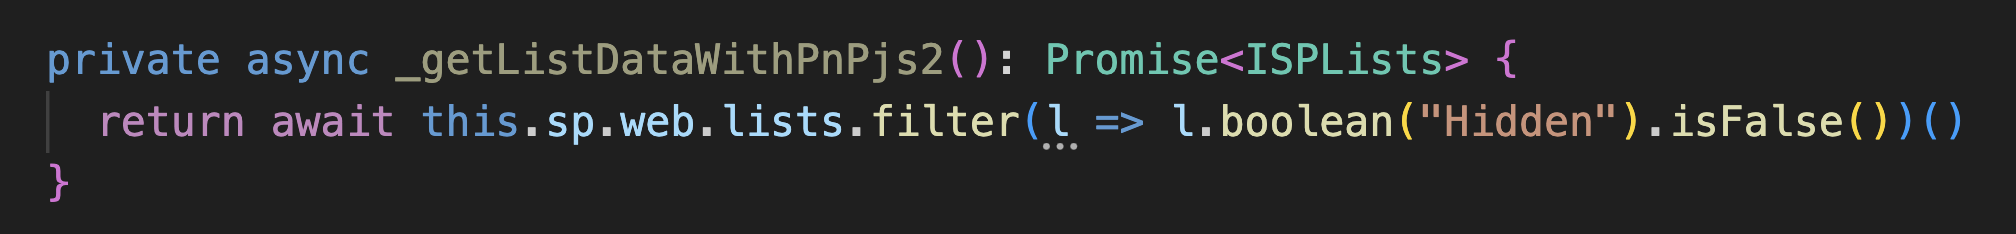 private async _getListDataWithPnPjs2(): Promise<ISPLists> {
  return await this.sp.web.lists.filter(l => l.boolean("Hidden").isFalse())()
}